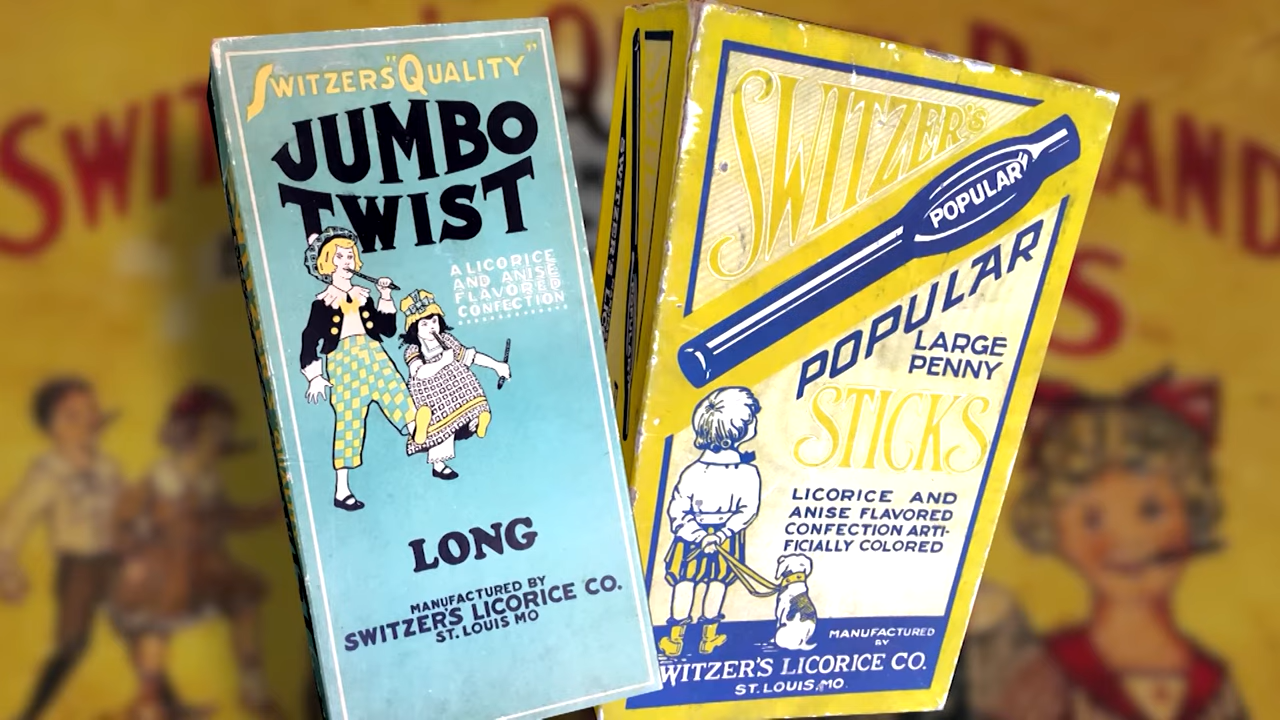 SWITZER'S "QUALITY"
JUMBO
TWIST
A LICORICE
AND ANISE
FLAVORED
CONFECTION
LONG
MANUFACTURED BY
SWITZER'S LICORICE CO.
ST. LOUIS MO
SWITZER'S
POPULAR
POPULAR
LARGE
PENNY
STICKS
LICORICE AND
ANISE FLAVORED
CONFECTION ARTI-
FICIALLY COLORED
MANUFACTURED
BY
SWITZER'S LICORICE CO.
ST. LOUIS, MO.